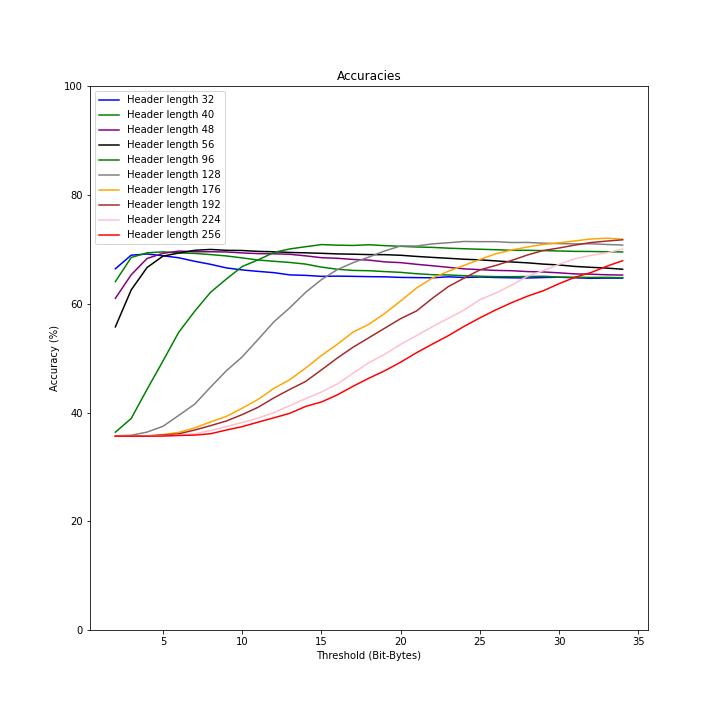 Accuracies
100
80
60
40
20
0
Accuracy (%)
Header length 32
Header length 40
Header length 48
Header length 56
Header length 96
Header length 128
Header length 176
Header length 192
Header length 224
Header length 256
5 10 15 20 25 30 35
Threshold (Bit-Bytes)